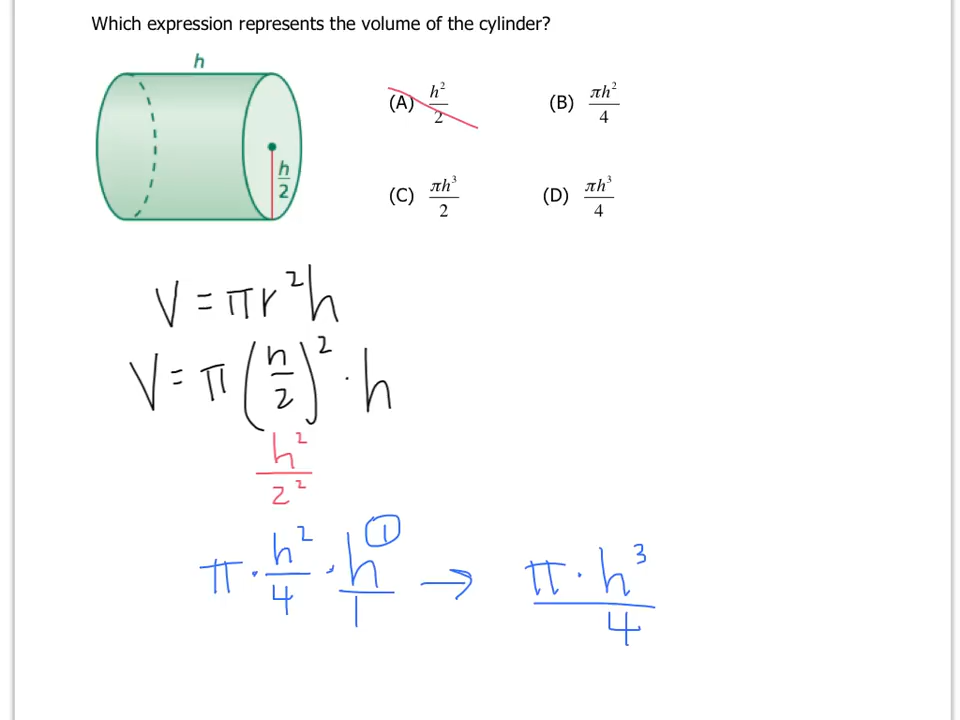 Which expression represents the volume of the cylinder?
h
h/2
(A) h²/2 (B) πh²/4
(C) πh³/2 (D) πh³/4
V = πr²h
V = π(h/2)² · h
h²/2²
π · h²/4 · h①/1 → π · h³/4